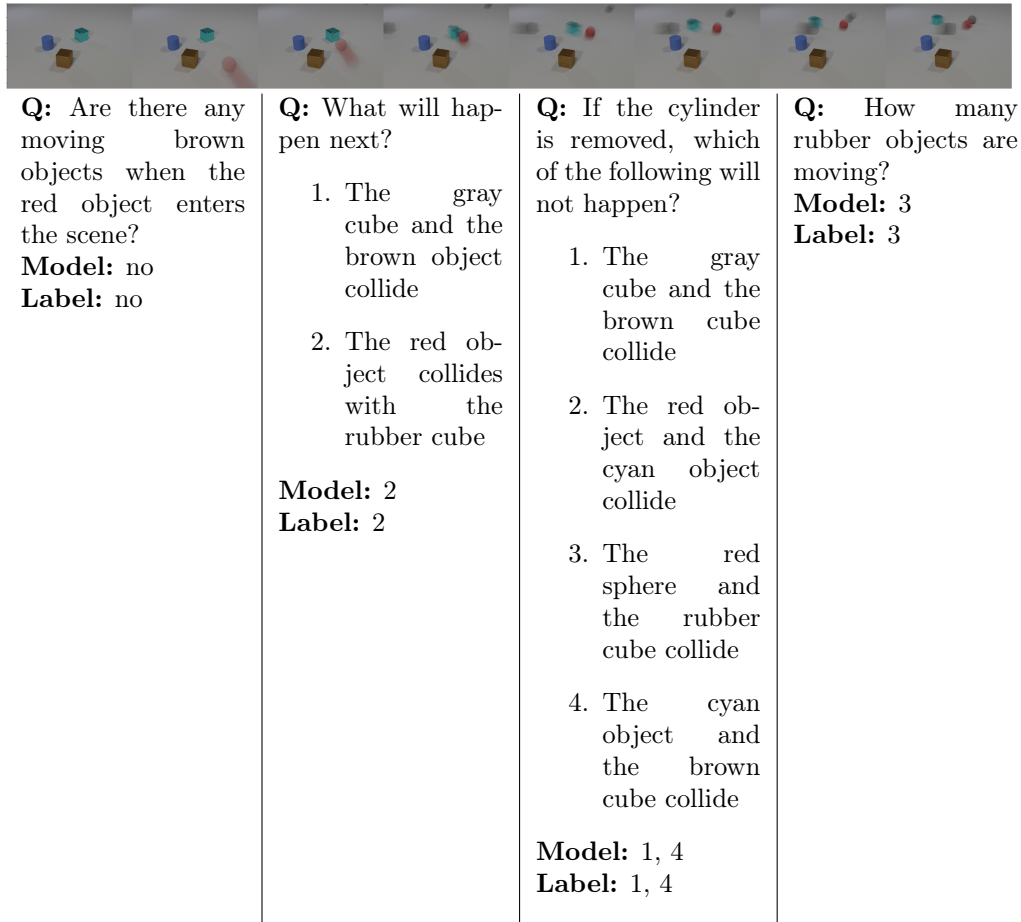 Q: Are there any
moving brown
objects when the
red object enters
the scene?
Model: no
Label: no
Q: What will hap-
pen next?
1. The gray
cube and the
brown object
collide
2. The red ob-
ject collides
with the
rubber cube
Model: 2
Label: 2
Q: If the cylinder
is removed, which
of the following will
not happen?
1. The gray
cube and the
brown cube
collide
2. The red ob-
ject and the
cyan object
collide
3. The red
sphere and
the rubber
cube collide
4. The cyan
object and
the brown
cube collide
Model: 1, 4
Label: 1, 4
Q: How many
rubber objects are
moving?
Model: 3
Label: 3